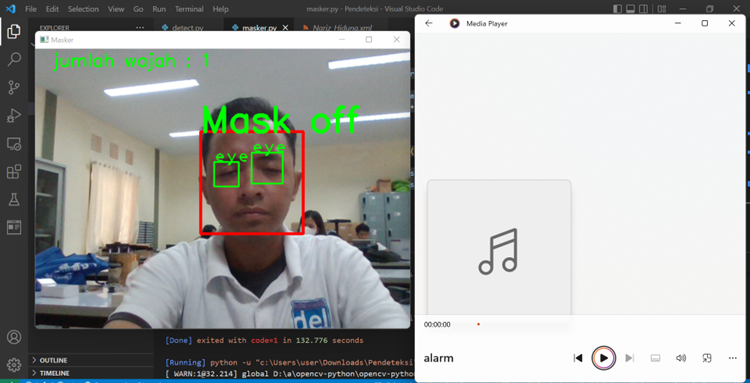 File Edit Selection View Go Run Terminal Help
masker.py - Pendeteksi - Visual Studio Code
EXPLORER
detect.py
masker.py
Nariz_Hidung.xml
Masker
jumlah wajah : 1
Mask off
eye
eye
[Done] exited with code=1 in 132.776 seconds
[Running] python -u "c:\Users\user\Downloads\Pendeteksi
[ WARN:1@32.214] global D:\a\opencv-python\opencv-pytho
OUTLINE
TIMELINE
Media Player
00:00:00
alarm